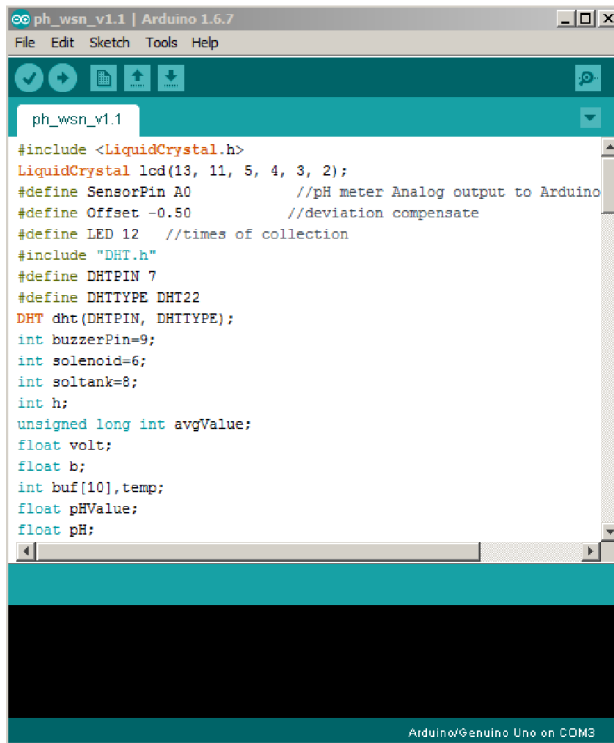 ph_wsn_v1.1 | Arduino 1.6.7
File Edit Sketch Tools Help
ph_wsn_v1.1
#include <LiquidCrystal.h>
LiquidCrystal lcd(13, 11, 5, 4, 3, 2);
#define SensorPin A0 //pH meter Analog output to Arduino
#define Offset -0.50 //deviation compensate
#define LED 12 //times of collection
#include "DHT.h"
#define DHTPIN 7
#define DHTTYPE DHT22
DHT dht(DHTPIN, DHTTYPE);
int buzzerPin=9;
int solenoid=6;
int soltank=8;
int h;
unsigned long int avgValue;
float volt;
float b;
int buf[10],temp;
float pHValue;
float pH;
Arduino/Genuino Uno on COM3